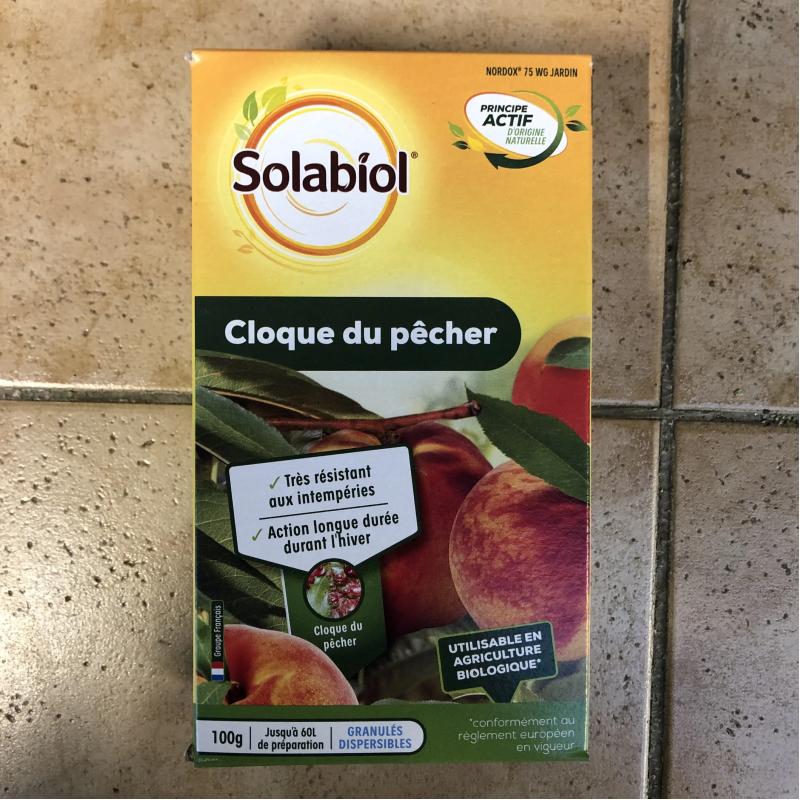 NORDOX® 75 WG JARDIN
PRINCIPE
ACTIF
D'ORIGINE
NATURELLE
Solabiol®
Cloque du pêcher
✓ Très résistant
aux intempéries
✓ Action longue durée
durant l'hiver
Cloque du
pêcher
Groupe Français
UTILISABLE EN
AGRICULTURE
BIOLOGIQUE*
100g
Jusqu'à 60L
de préparation
GRANULÉS
DISPERSIBLES
*conformément au
règlement européen
en vigueur